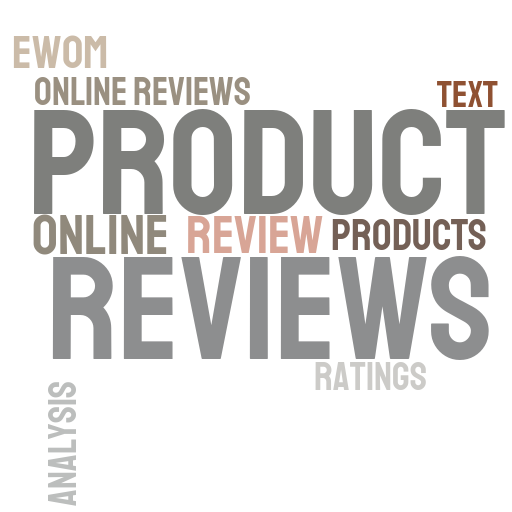 EWOM
ONLINE REVIEWS
TEXT
PRODUCT
ONLINE
REVIEW
PRODUCTS
REVIEWS
RATINGS
ANALYSIS